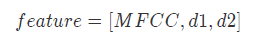 feature = [MFCC, d1, d2]